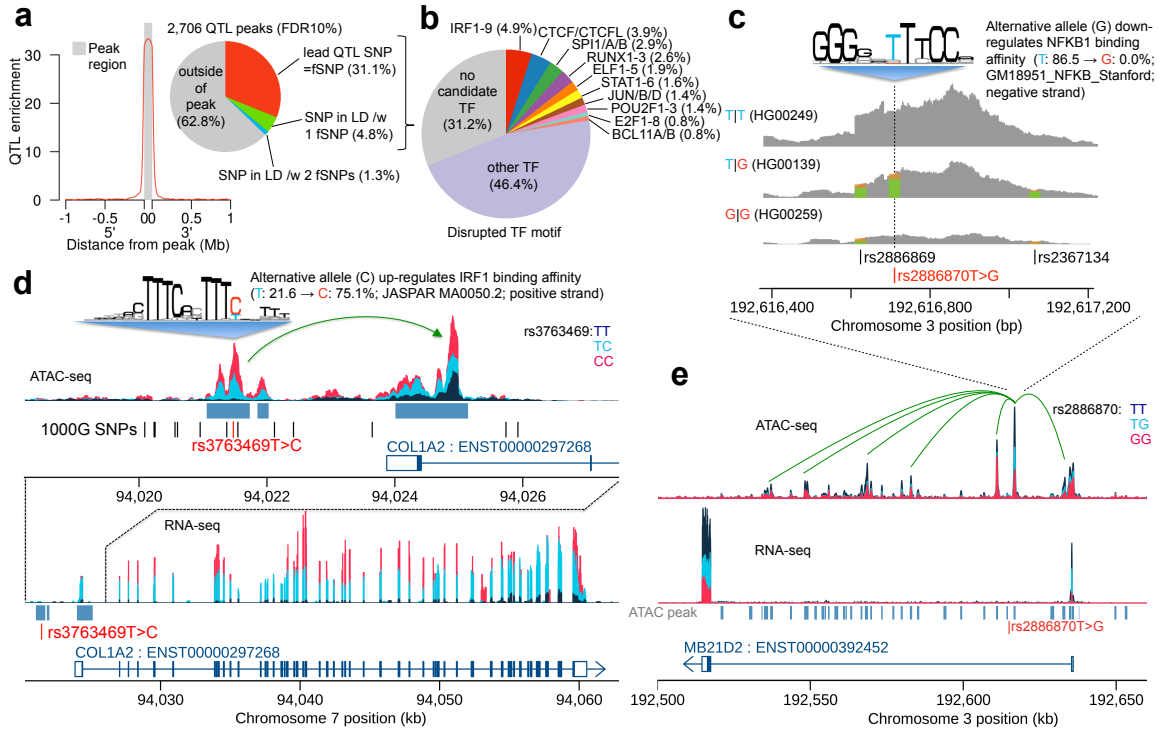 a
2,706 QTL peaks (FDR10%)
QTL enrichment
30
20
10
0
Peak
region
outside
of peak
(62.8%)
lead QTL SNP
=fSNP (31.1%)
SNP in LD /w
1 fSNP (4.8%)
SNP in LD /w 2 fSNPs (1.3%)
-1 -0.5 00 0.5 1
5' 3'
Distance from peak (Mb)
b
IRF1-9 (4.9%)
CTCF/CTCFL (3.9%)
SPI1/A/B (2.9%)
RUNX1-3 (2.6%)
ELF1-5 (1.9%)
STAT1-6 (1.6%)
JUN/B/D (1.4%)
POU2F1-3 (1.4%)
E2F1-8 (0.8%)
BCL11A/B (0.8%)
no
candidate
TF
(31.2%)
other TF
(46.4%)
Disrupted TF motif
c
GGG TTTCC
Alternative allele (G) down-
regulates NFKB1 binding
affinity (T: 86.5 → G: 0.0%;
GM18951_NFKB_Stanford;
negative strand)
T|T (HG00249)
T|G (HG00139)
G|G (HG00259)
rs2886869
rs2367134
rs2886870T>G
192,616,400 192,616,800 192,617,200
Chromosome 3 position (bp)
d
TTTC TTTC
Alternative allele (C) up-regulates IRF1 binding affinity
(T: 21.6 → C: 75.1%; JASPAR MA0050.2; positive strand)
rs3763469: TT
TC
CC
ATAC-seq
1000G SNPs
rs3763469T>C
COL1A2 : ENST00000297268
94,020 94,022 94,024 94,026
RNA-seq
rs3763469T>C
COL1A2 : ENST00000297268
94,030 94,040 94,050 94,060
Chromosome 7 position (kb)
e
rs2886870: TT
TG
GG
ATAC-seq
RNA-seq
ATAC peak
rs2886870T>G
MB21D2 : ENST00000392452
192,500 192,550 192,600 192,650
Chromosome 3 position (kb)